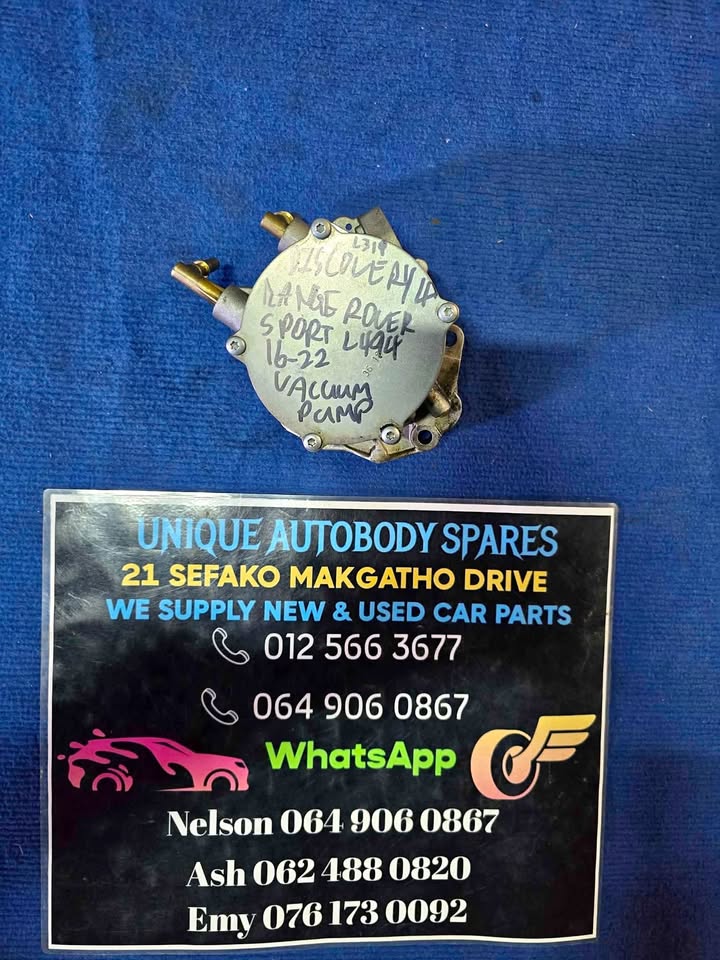 L319
DISCOVERY 4
RANGE ROVER
SPORT L494
16-22
VACUUM
PUMP
UNIQUE AUTOBODY SPARES
21 SEFAKO MAKGATHO DRIVE
WE SUPPLY NEW & USED CAR PARTS
012 566 3677
064 906 0867
WhatsApp
Nelson 064 906 0867
Ash 062 488 0820
Emy 076 173 0092